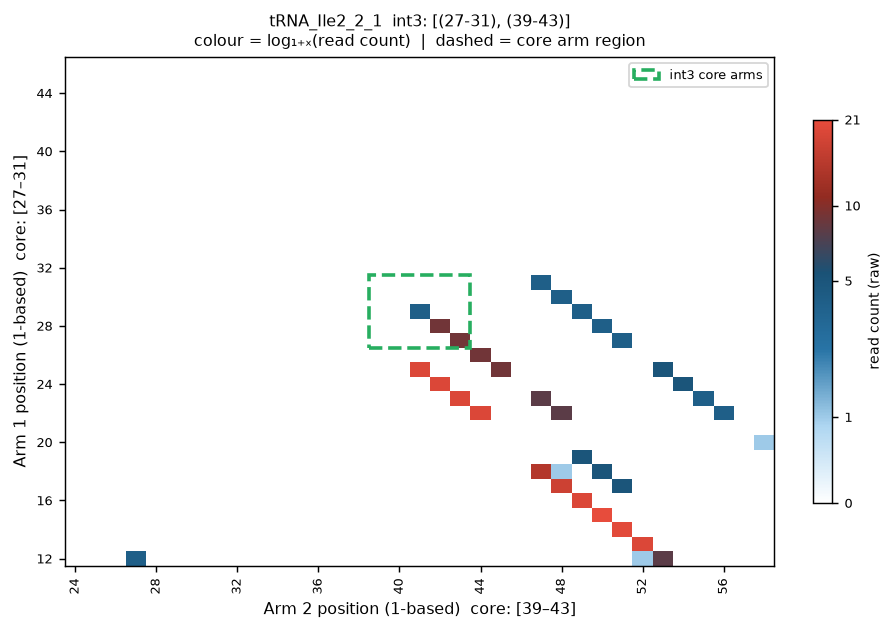 tRNA_Ile2_2_1  int3: [(27-31), (39-43)]
colour = log₁₊ₓ(read count)  |  dashed = core arm region
int3 core arms
Arm 1 position (1-based)  core: [27–31]
44
40
36
32
28
24
20
16
12
24 28 32 36 40 44 48 52 56
Arm 2 position (1-based)  core: [39–43]
21
10
5
1
0
read count (raw)